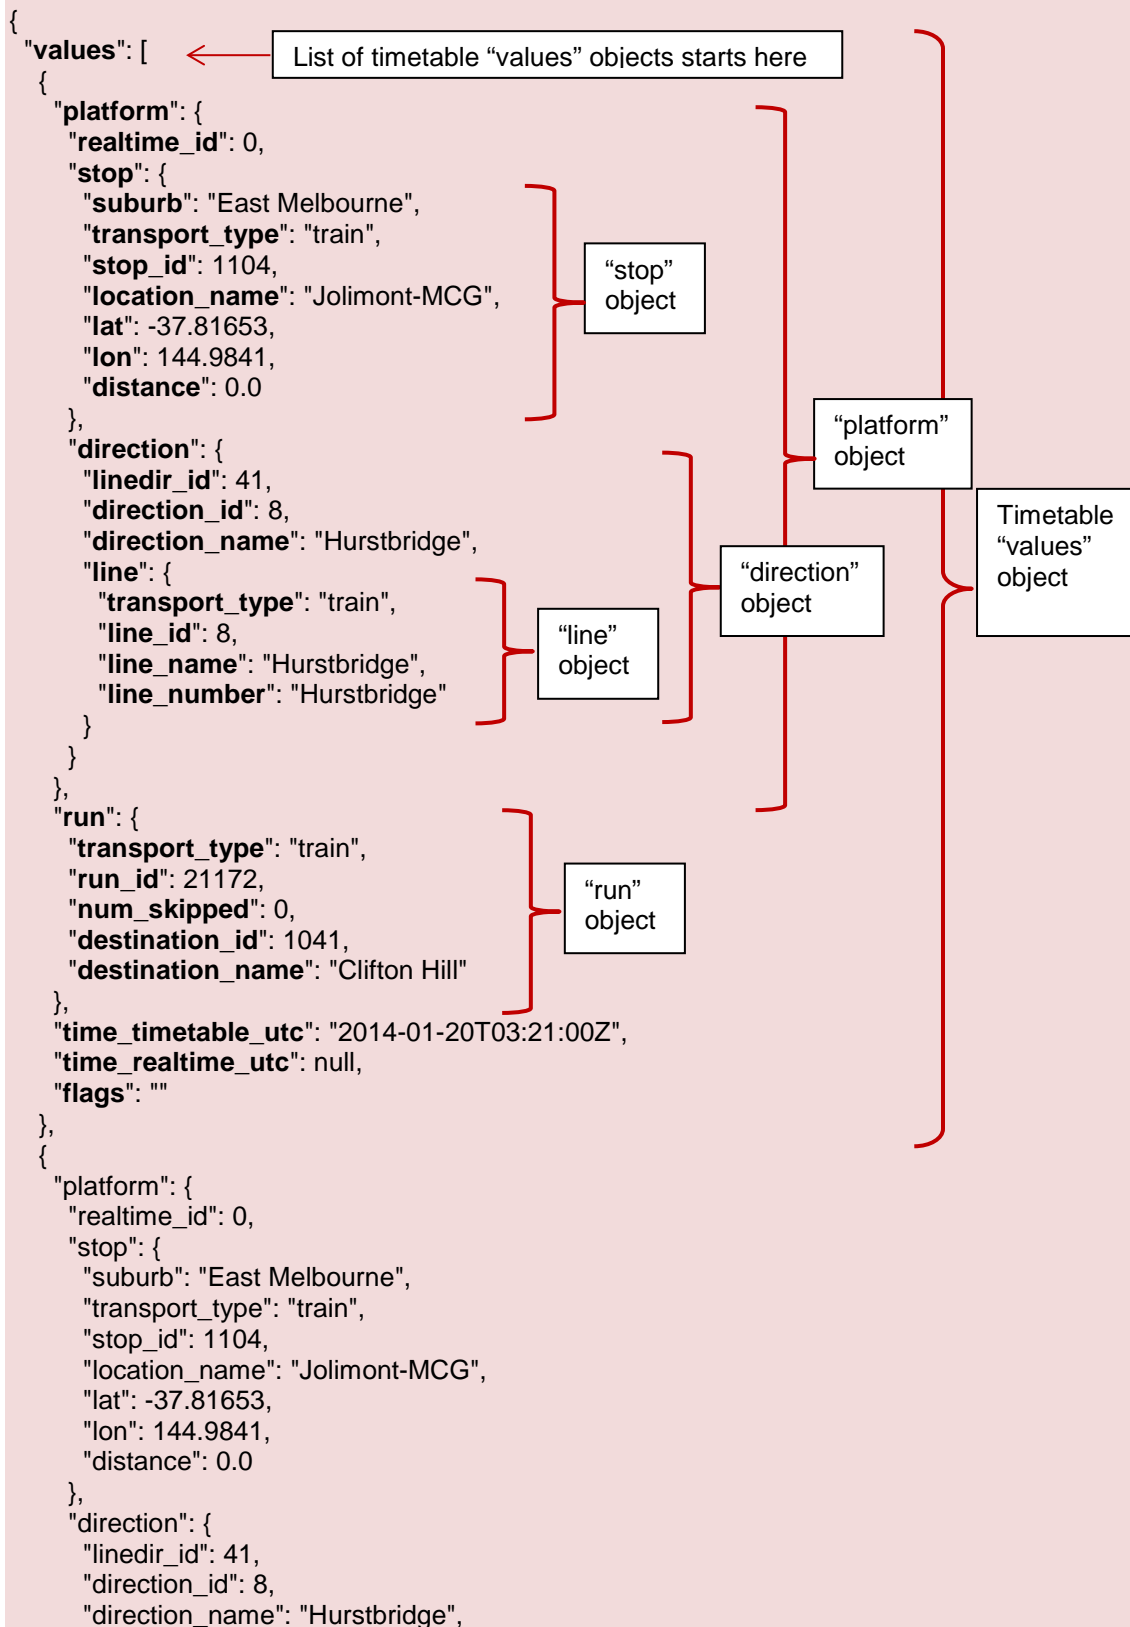 {
"values": [
List of timetable “values” objects starts here
{
"platform": {
"realtime_id": 0,
"stop": {
"suburb": "East Melbourne",
"transport_type": "train",
"stop_id": 1104,
"location_name": "Jolimont-MCG",
"lat": -37.81653,
"lon": 144.9841,
"distance": 0.0
},
“stop”
object
"direction": {
"linedir_id": 41,
"direction_id": 8,
"direction_name": "Hurstbridge",
"line": {
"transport_type": "train",
"line_id": 8,
"line_name": "Hurstbridge",
"line_number": "Hurstbridge"
}
}
},
“line”
object
“direction”
object
“platform”
object
Timetable
“values”
object
"run": {
"transport_type": "train",
"run_id": 21172,
"num_skipped": 0,
"destination_id": 1041,
"destination_name": "Clifton Hill"
},
“run”
object
"time_timetable_utc": "2014-01-20T03:21:00Z",
"time_realtime_utc": null,
"flags": ""
},
{
"platform": {
"realtime_id": 0,
"stop": {
"suburb": "East Melbourne",
"transport_type": "train",
"stop_id": 1104,
"location_name": "Jolimont-MCG",
"lat": -37.81653,
"lon": 144.9841,
"distance": 0.0
},
"direction": {
"linedir_id": 41,
"direction_id": 8,
"direction_name": "Hurstbridge",